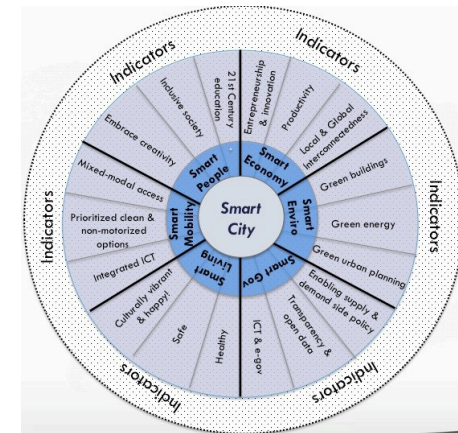 Indicators
Indicators
Indicators
Indicators
Indicators
Indicators
Smart
City
Smart
Economy
Entrepreneurship
& innovation
Productivity
Local & Global
Interconnectedness
Smart
Enviro
Green buildings
Green energy
Green urban planning
Smart Gov
Enabling supply &
demand side policy
Transparency &
open data
ICT & e-gov
Smart
Living
Healthy
Safe
Culturally vibrant
& happy!
Smart
Mobility
Integrated ICT
Prioritized clean &
non-motorized
options
Mixed-modal access
Smart
People
Embrace creativity
Inclusive society
21st Century
education